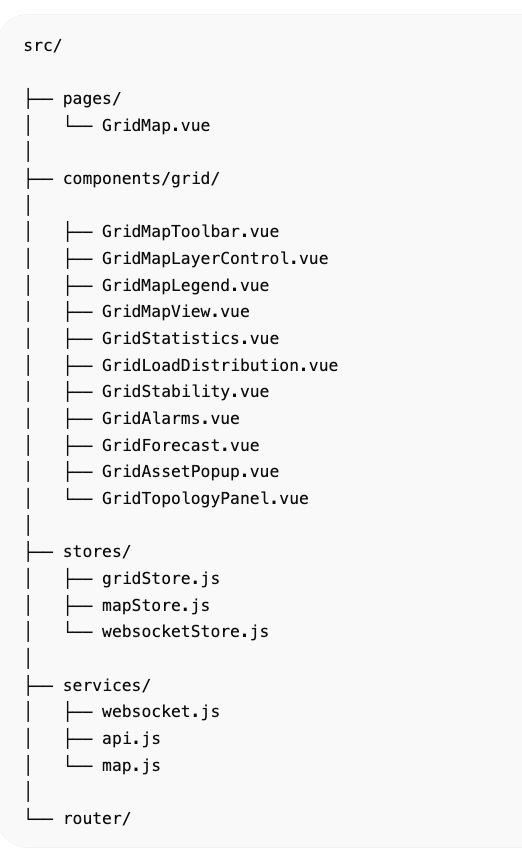 src/
├── pages/
│   └── GridMap.vue
│
├── components/grid/
│
│   ├── GridMapToolbar.vue
│   ├── GridMapLayerControl.vue
│   ├── GridMapLegend.vue
│   ├── GridMapView.vue
│   ├── GridStatistics.vue
│   ├── GridLoadDistribution.vue
│   ├── GridStability.vue
│   ├── GridAlarms.vue
│   ├── GridForecast.vue
│   ├── GridAssetPopup.vue
│   └── GridTopologyPanel.vue
│
├── stores/
│   ├── gridStore.js
│   ├── mapStore.js
│   └── websocketStore.js
│
├── services/
│   ├── websocket.js
│   ├── api.js
│   └── map.js
│
└── router/